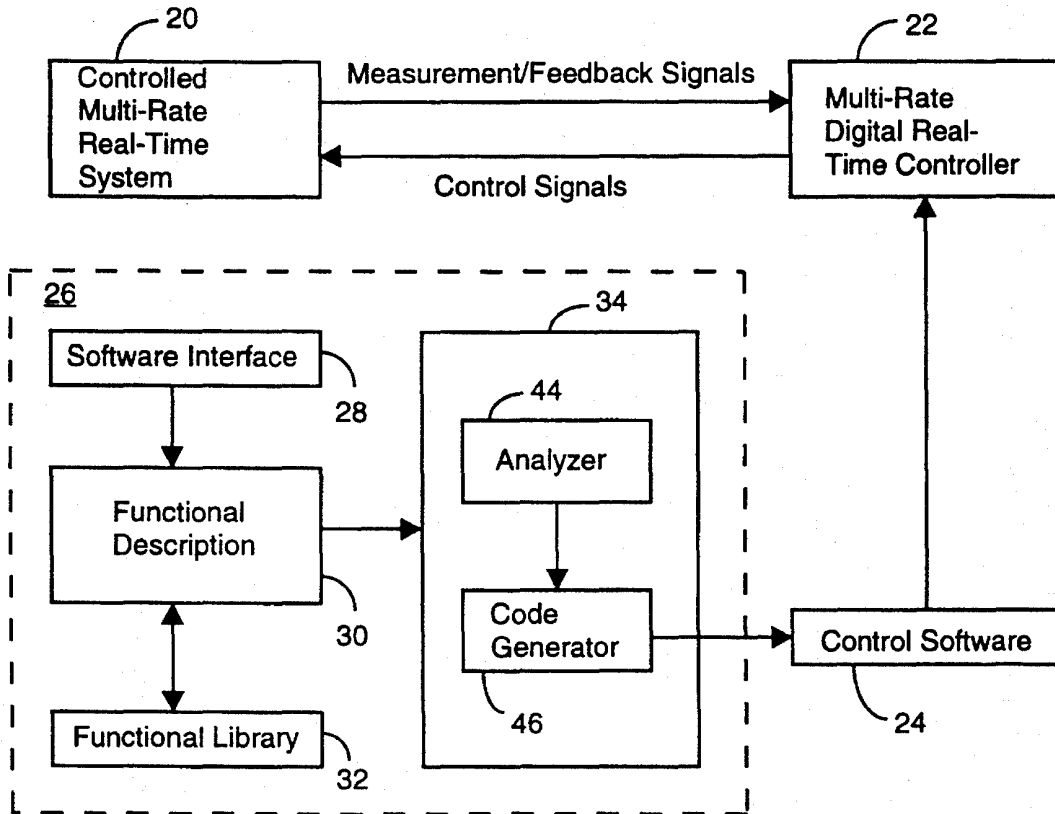 20
22
Controlled
Multi-Rate
Real-Time
System
Measurement/Feedback Signals
Control Signals
Multi-Rate
Digital Real-
Time Controller
26
Software Interface
28
Functional
Description
30
Functional Library
32
34
44
Analyzer
Code
Generator
46
Control Software
24